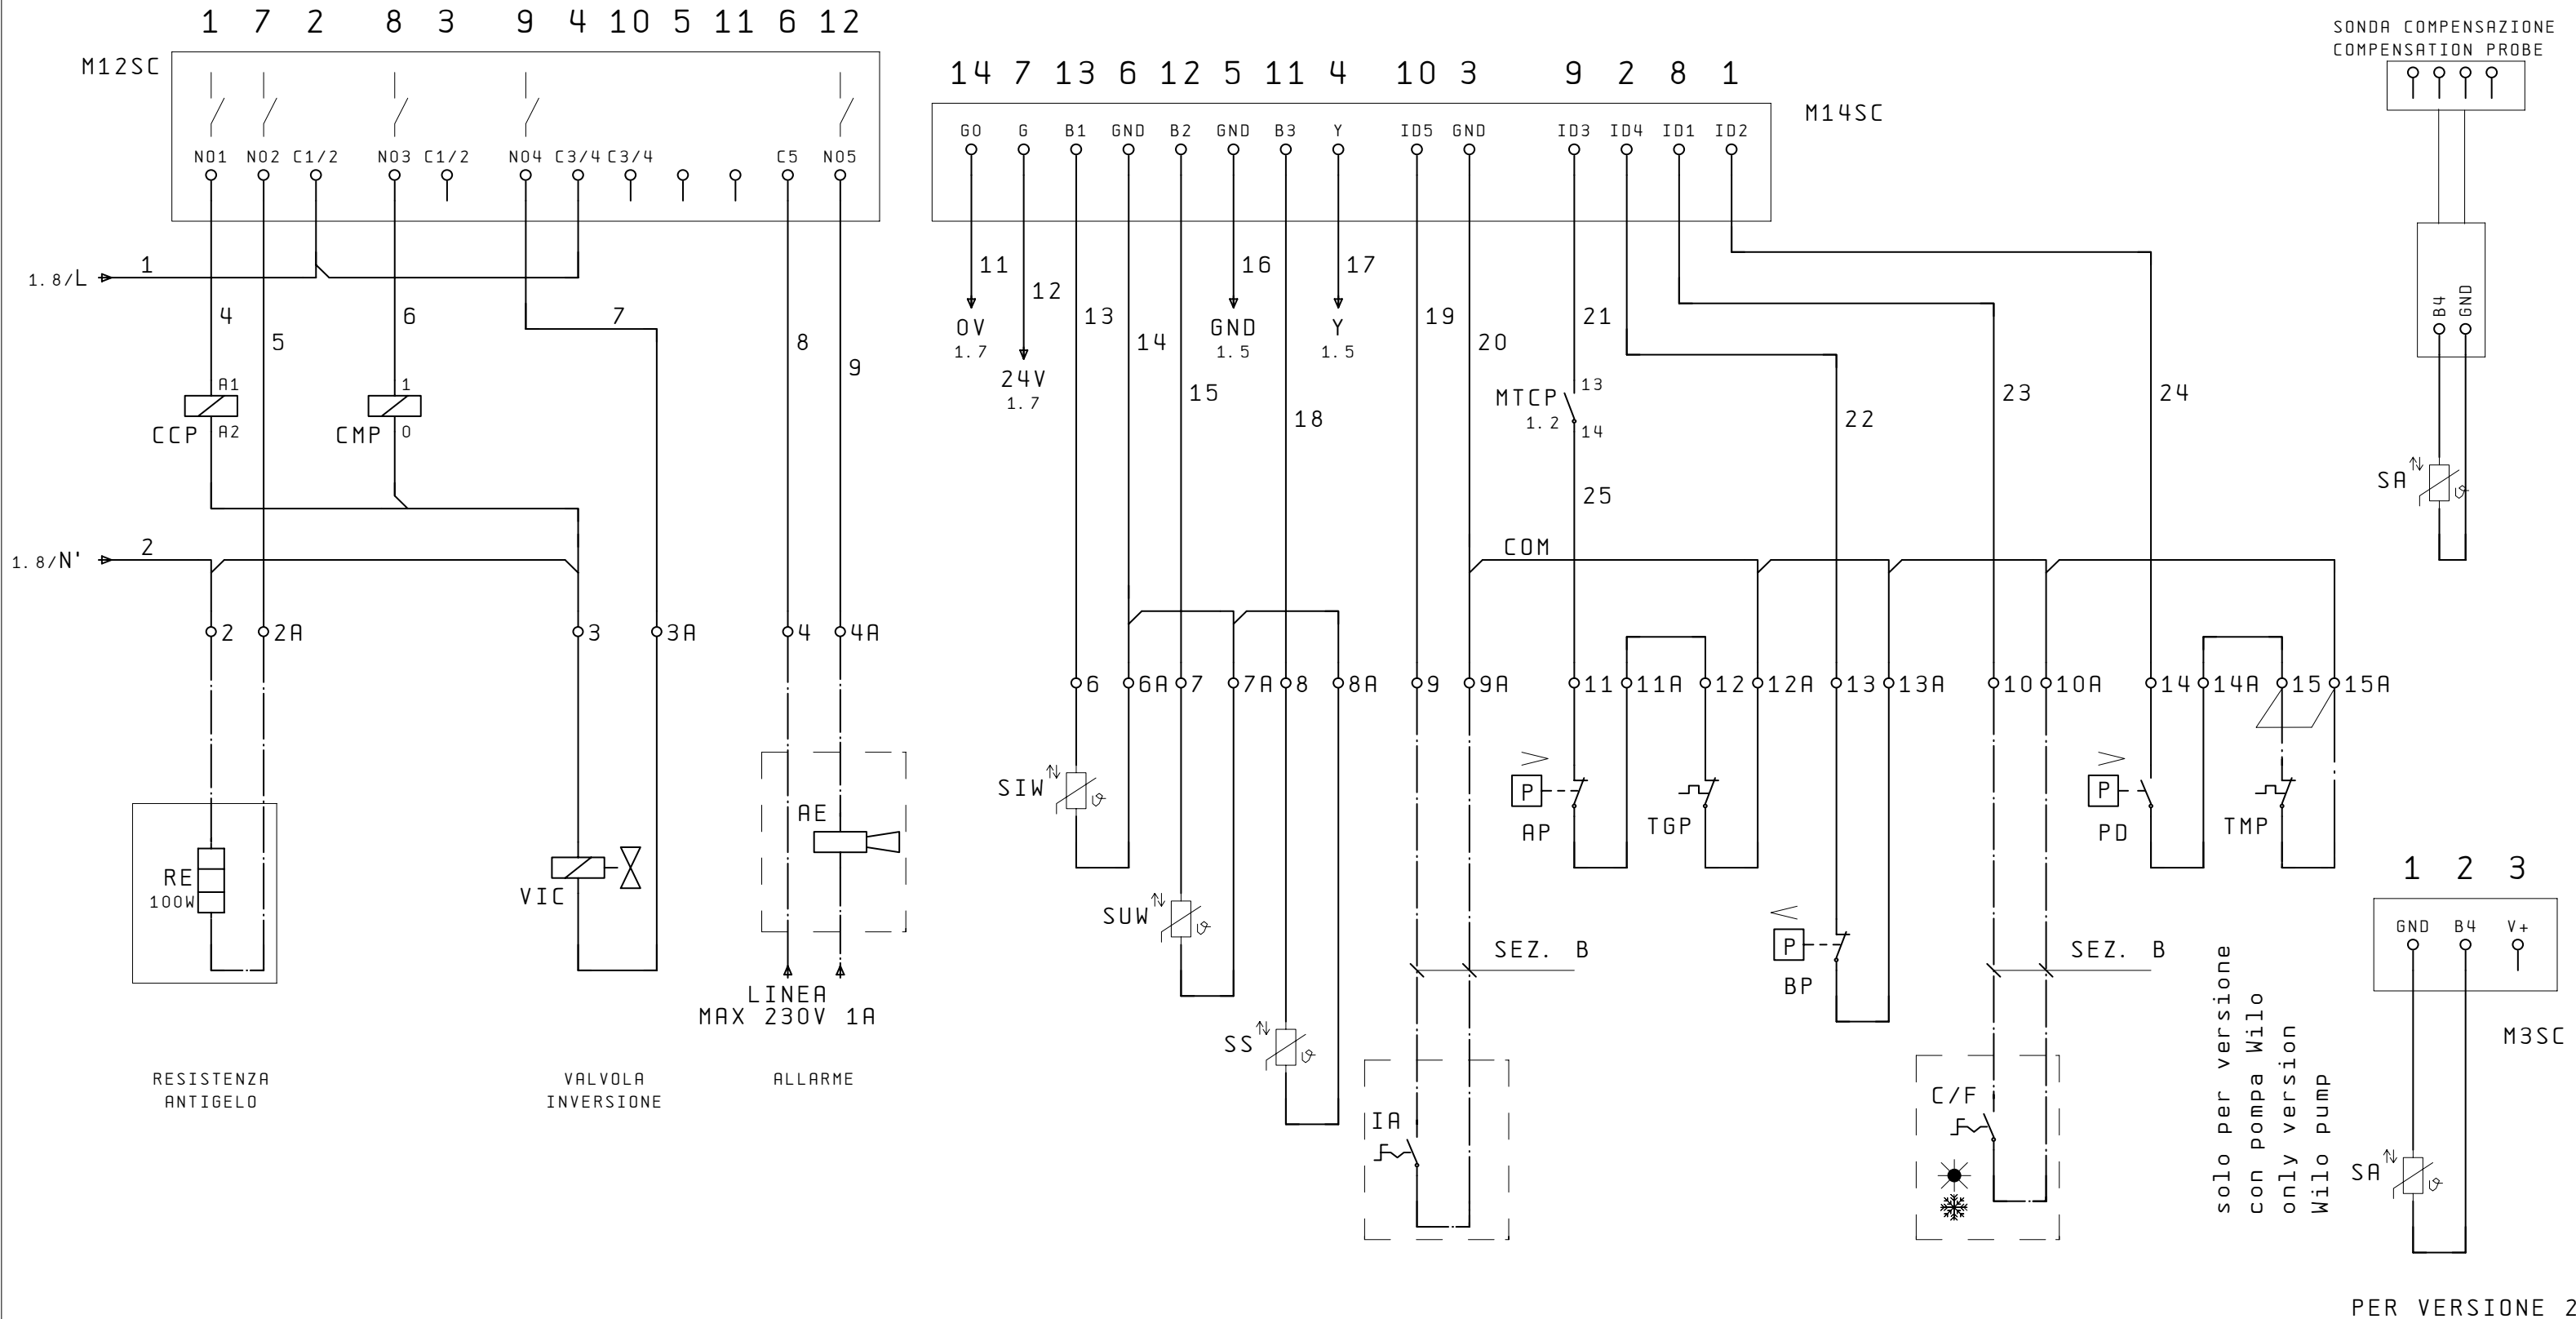 1 7 2 8 3 9 4 10 5 11 6 12
M12SC
NO1 NO2 C1/2 NO3 C1/2 NO4 C3/4 C3/4 C5 NO5
14 7 13 6 12 5 11 4 10 3 9 2 8 1
M14SC
G0 G B1 GND B2 GND B3 Y ID5 GND ID3 ID4 ID1 ID2
SONDA COMPENSAZIONE
COMPENSATION PROBE
B4 GND
SA
1.8/L 1
4 5 6 7 8 9
11 12 13 14 15 16 17 18 19 20 21 22 23 24
0V
1.7
24V
1.7
GND
1.5
Y
1.5
A1
CCP A2
1
CMP 0
MTCP 13
1.2 14
25
1.8/N' 2
COM
2 2A 3 3A 4 4A
6 6A 7 7A 8 8A 9 9A 11 11A 12 12A 13 13A 10 10A 14 14A 15 15A
RE
100W
VIC
AE
LINEA
MAX 230V 1A
SIW
SUW
SS
P
AP
TGP
P
BP
P
PD
TMP
SEZ. B
SEZ. B
IA
C/F
RESISTENZA
ANTIGELO
VALVOLA
INVERSIONE
ALLARME
solo per versione
con pompa Wilo
only version
Wilo pump
1 2 3
GND B4 V+
M3SC
SA
PER VERSIONE 2